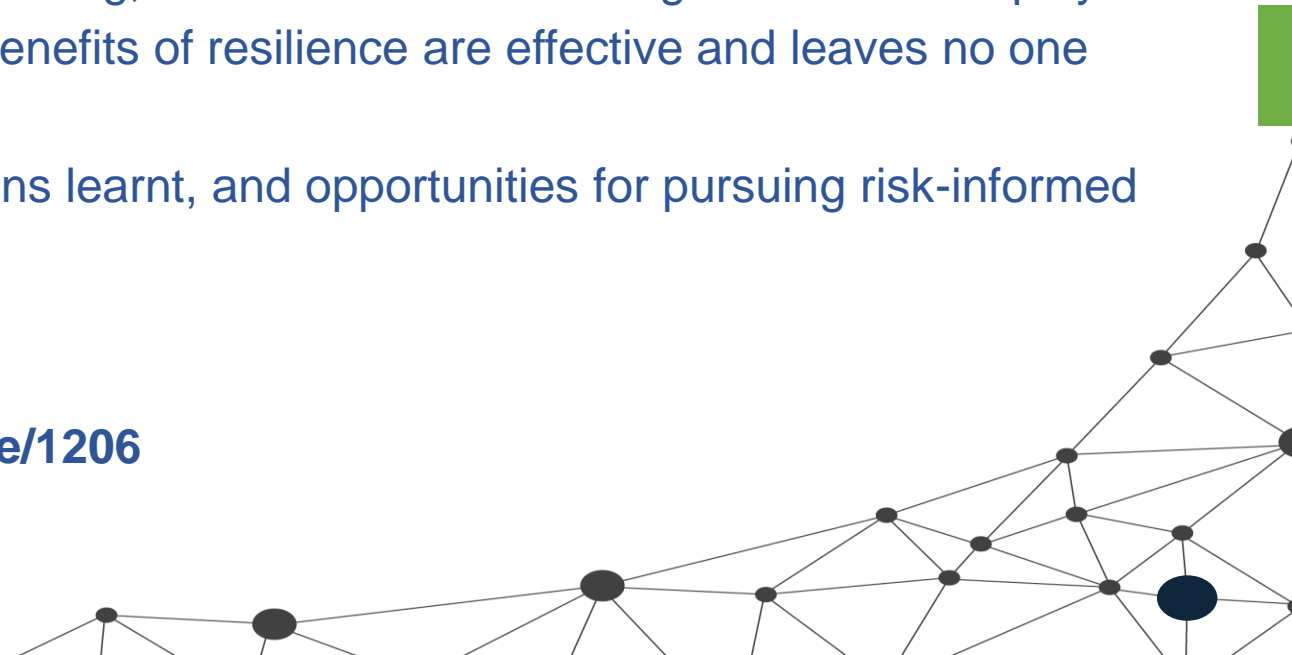 enefits of resilience are effective and leaves no one
ns learnt, and opportunities for pursuing risk-informed
e/1206